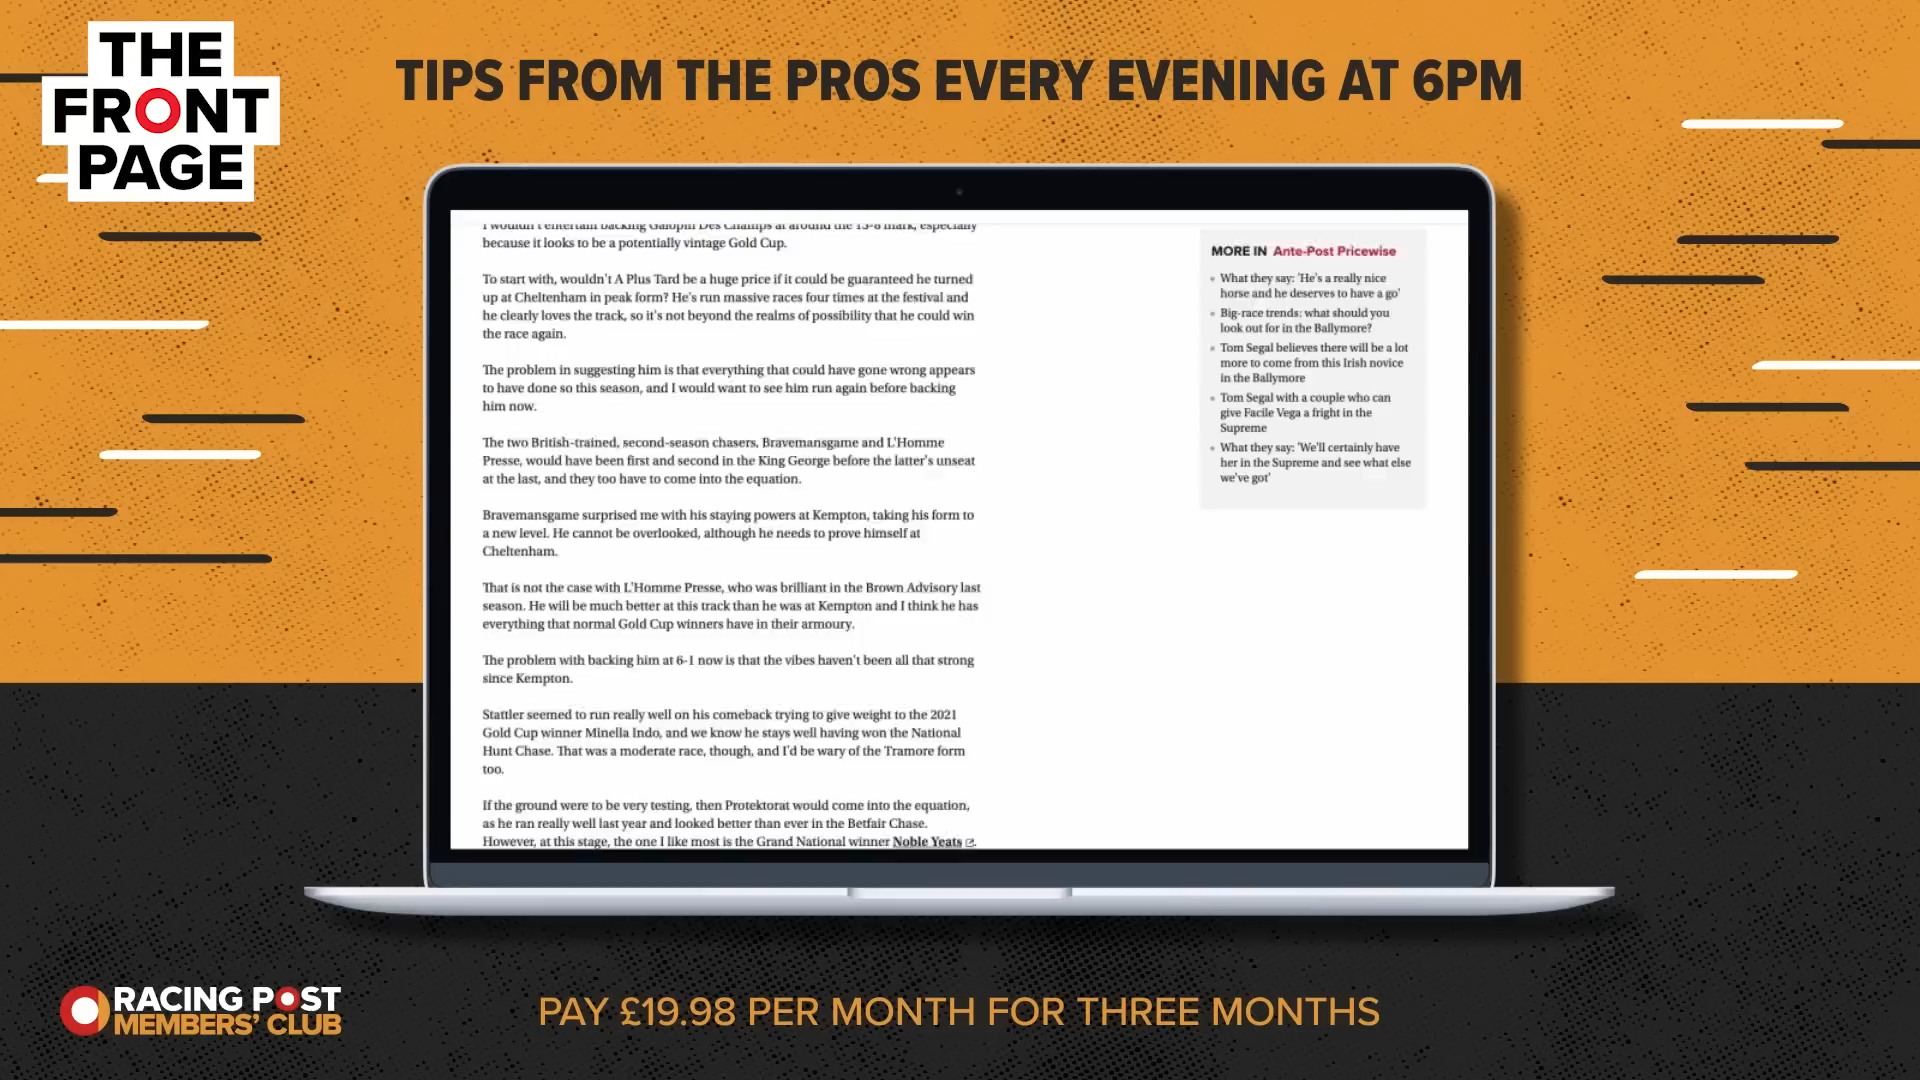 THE
FRONT
PAGE
TIPS FROM THE PROS EVERY EVENING AT 6PM
I wouldn't entertain backing Galopin Des Champs at around the 13-8 mark, especially
because it looks to be a potentially vintage Gold Cup.
To start with, wouldn't A Plus Tard be a huge price if it could be guaranteed he turned
up at Cheltenham in peak form? He's run massive races four times at the festival and
he clearly loves the track, so it's not beyond the realms of possibility that he could win
the race again.
The problem in suggesting him is that everything that could have gone wrong appears
to have done so this season, and I would want to see him run again before backing
him now.
The two British-trained, second-season chasers, Bravemansgame and L'Homme
Presse, would have been first and second in the King George before the latter's unseat
at the last, and they too have to come into the equation.
Bravemansgame surprised me with his staying powers at Kempton, taking his form to
a new level. He cannot be overlooked, although he needs to prove himself at
Cheltenham.
That is not the case with L'Homme Presse, who was brilliant in the Brown Advisory last
season. He will be much better at this track than he was at Kempton and I think he has
everything that normal Gold Cup winners have in their armoury.
The problem with backing him at 6-1 now is that the vibes haven't been all that strong
since Kempton.
Stattler seemed to run really well on his comeback trying to give weight to the 2021
Gold Cup winner Minella Indo, and we know he stays well having won the National
Hunt Chase. That was a moderate race, though, and I'd be wary of the Tramore form
too.
If the ground were to be very testing, then Protektorat would come into the equation,
as he ran really well last year and looked better than ever in the Betfair Chase.
However, at this stage, the one I like most is the Grand National winner Noble Yeats.
MORE IN Ante-Post Pricewise
What they say: 'He's a really nice
horse and he deserves to have a go'
Big-race trends: what should you
look out for in the Ballymore?
Tom Segal believes there will be a lot
more to come from this Irish novice
in the Ballymore
Tom Segal with a couple who can
give Facile Vega a fright in the
Supreme
What they say: 'We'll certainly have
her in the Supreme and see what else
we've got'
RACING POST
MEMBERS' CLUB
PAY £19.98 PER MONTH FOR THREE MONTHS